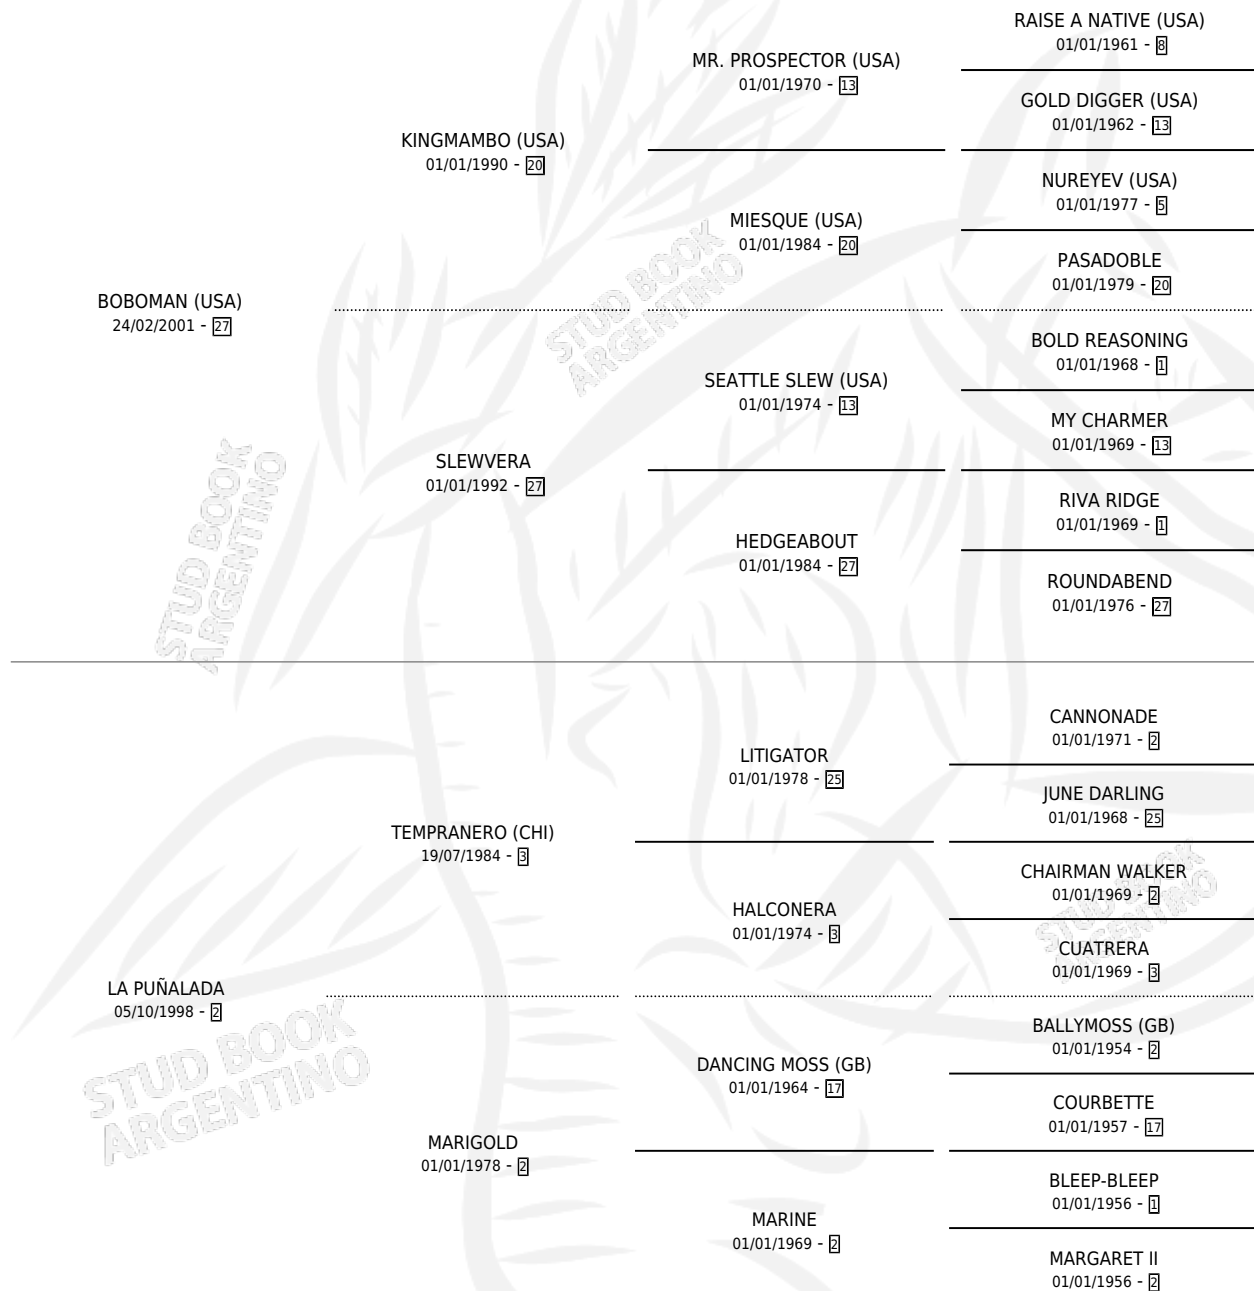 RAISE A NATIVE (USA)
01/01/1961 - 8
MR. PROSPECTOR (USA)
01/01/1970 - 13
GOLD DIGGER (USA)
01/01/1962 - 13
KINGMAMBO (USA)
01/01/1990 - 20
NUREYEV (USA)
01/01/1977 - 5
MIESQUE (USA)
01/01/1984 - 20
PASADOBLE
01/01/1979 - 20
BOBOMAN (USA)
24/02/2001 - 27
BOLD REASONING
01/01/1968 - 1
SEATTLE SLEW (USA)
01/01/1974 - 13
MY CHARMER
01/01/1969 - 13
SLEWVERA
01/01/1992 - 27
RIVA RIDGE
01/01/1969 - 1
HEDGEABOUT
01/01/1984 - 27
ROUNDABEND
01/01/1976 - 27
CANNONADE
01/01/1971 - 2
LITIGATOR
01/01/1978 - 25
JUNE DARLING
01/01/1968 - 25
TEMPRANERO (CHI)
19/07/1984 - 3
CHAIRMAN WALKER
01/01/1969 - 2
HALCONERA
01/01/1974 - 3
CUATRERA
01/01/1969 - 3
LA PUÑALADA
05/10/1998 - 2
BALLYMOSS (GB)
01/01/1954 - 2
DANCING MOSS (GB)
01/01/1964 - 17
COURBETTE
01/01/1957 - 17
MARIGOLD
01/01/1978 - 2
BLEEP-BLEEP
01/01/1956 - 1
MARINE
01/01/1969 - 2
MARGARET II
01/01/1956 - 2
STUD BOOK
ARGENTINO
STUD BOOK
ARGENTINO
STUD BOOK
ARGENTINO
STUD BOOK
ARGENTINO